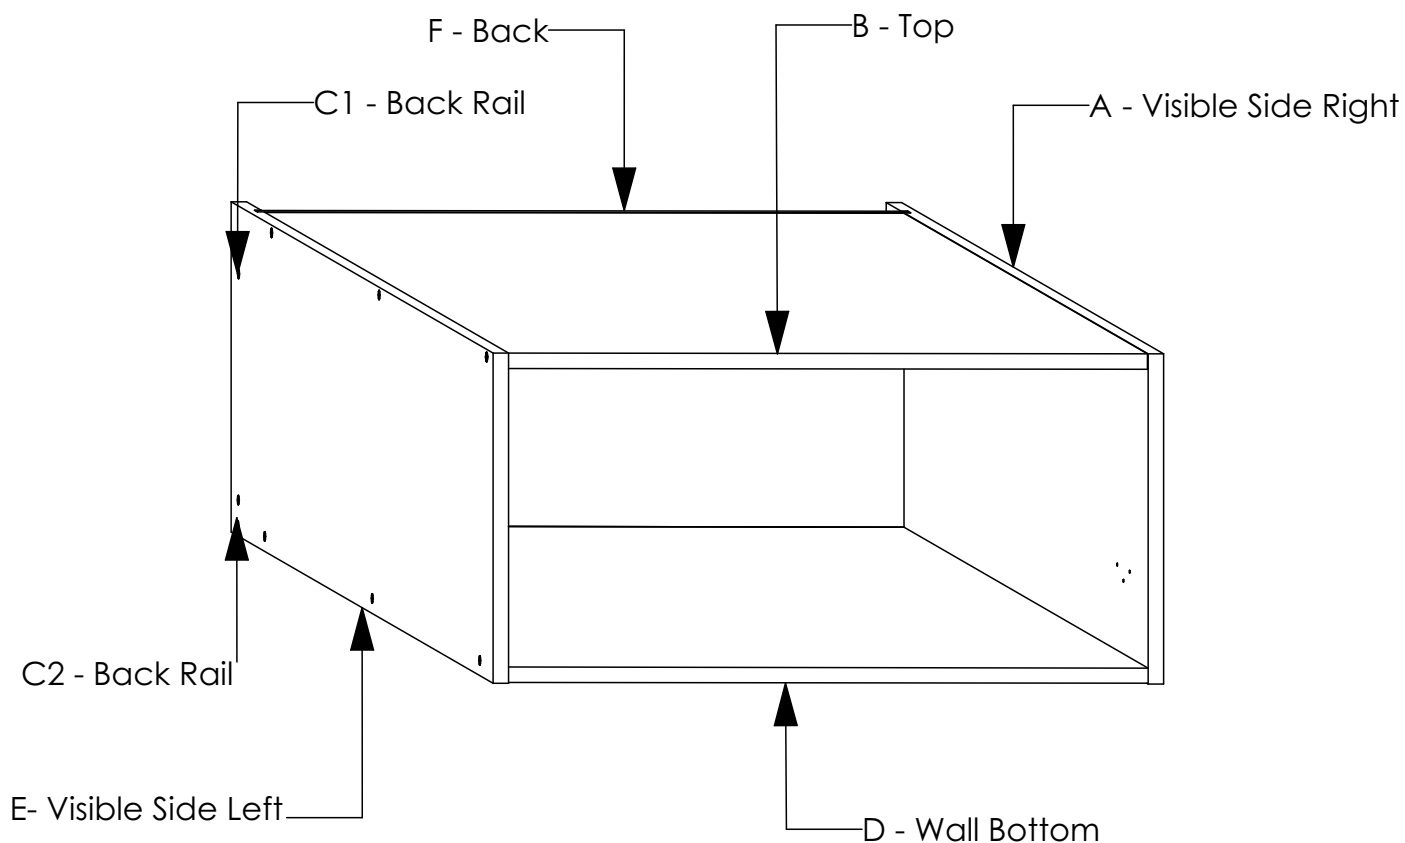 F - Back
B - Top
C1 - Back Rail
A - Visible Side Right
C2 - Back Rail
E- Visible Side Left
D - Wall Bottom